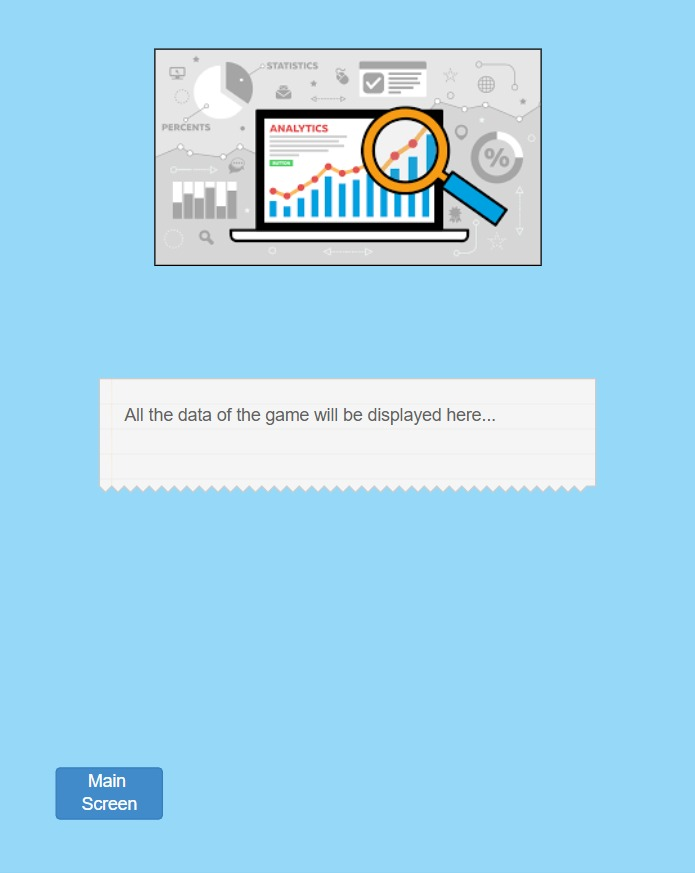 STATISTICS
PERCENTS
ANALYTICS
%
All the data of the game will be displayed here...
Main
Screen